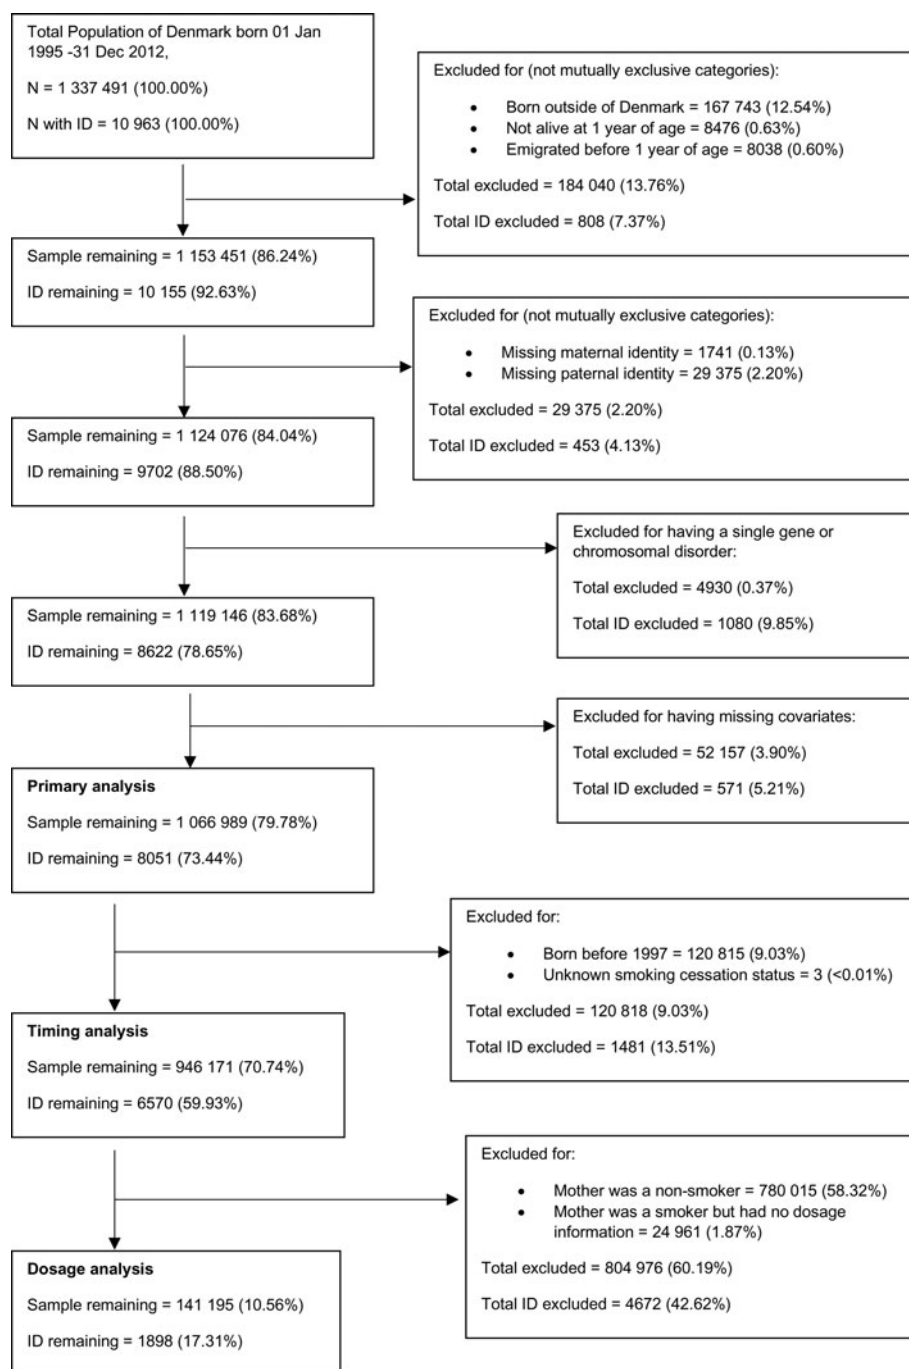 Total Population of Denmark born 01 Jan
1995 -31 Dec 2012,
N = 1 337 491 (100.00%)
N with ID = 10 963 (100.00%)
Excluded for (not mutually exclusive categories):
• Born outside of Denmark = 167 743 (12.54%)
• Not alive at 1 year of age = 8476 (0.63%)
• Emigrated before 1 year of age = 8038 (0.60%)
Total excluded = 184 040 (13.76%)
Total ID excluded = 808 (7.37%)
Sample remaining = 1 153 451 (86.24%)
ID remaining = 10 155 (92.63%)
Excluded for (not mutually exclusive categories):
• Missing maternal identity = 1741 (0.13%)
• Missing paternal identity = 29 375 (2.20%)
Total excluded = 29 375 (2.20%)
Total ID excluded = 453 (4.13%)
Sample remaining = 1 124 076 (84.04%)
ID remaining = 9702 (88.50%)
Excluded for having a single gene or
chromosomal disorder:
Total excluded = 4930 (0.37%)
Total ID excluded = 1080 (9.85%)
Sample remaining = 1 119 146 (83.68%)
ID remaining = 8622 (78.65%)
Excluded for having missing covariates:
Total excluded = 52 157 (3.90%)
Total ID excluded = 571 (5.21%)
Primary analysis
Sample remaining = 1 066 989 (79.78%)
ID remaining = 8051 (73.44%)
Excluded for:
• Born before 1997 = 120 815 (9.03%)
• Unknown smoking cessation status = 3 (<0.01%)
Total excluded = 120 818 (9.03%)
Total ID excluded = 1481 (13.51%)
Timing analysis
Sample remaining = 946 171 (70.74%)
ID remaining = 6570 (59.93%)
Excluded for:
• Mother was a non-smoker = 780 015 (58.32%)
• Mother was a smoker but had no dosage
information = 24 961 (1.87%)
Total excluded = 804 976 (60.19%)
Total ID excluded = 4672 (42.62%)
Dosage analysis
Sample remaining = 141 195 (10.56%)
ID remaining = 1898 (17.31%)